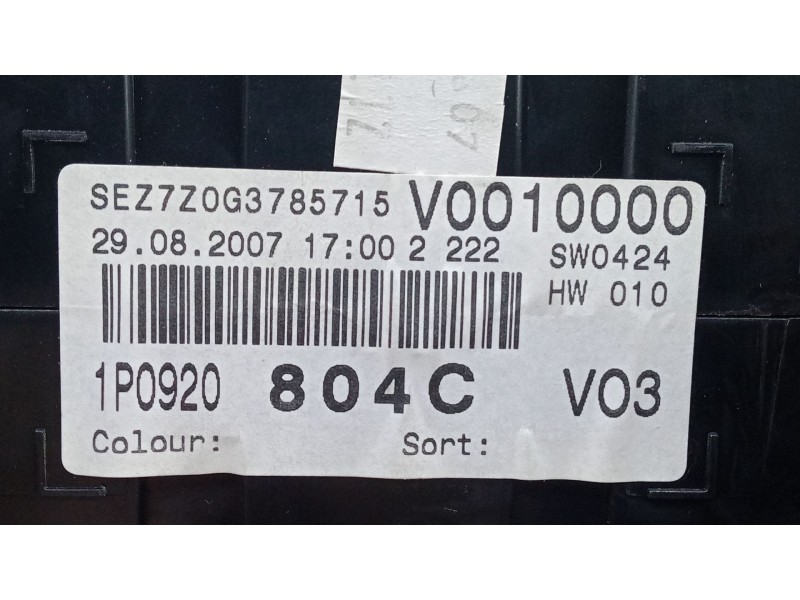 SEZ7Z0G3785715 V0010000
29.08.2007 17:00 2 222 SW0424
HW 010
1P0920 804C V03
Colour: Sort: